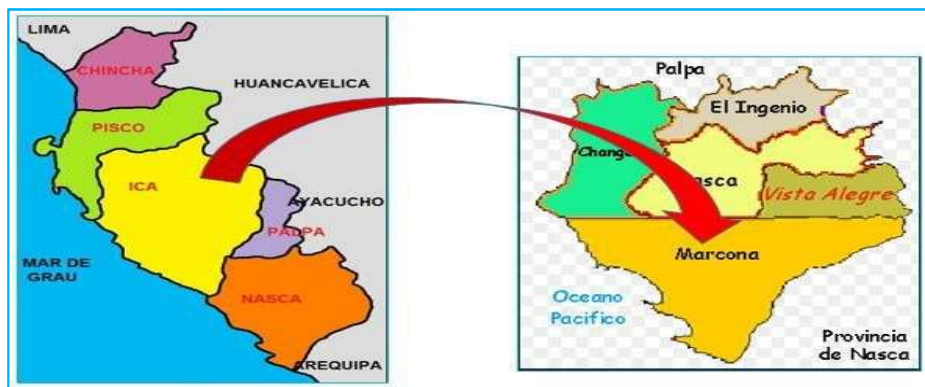 LIMA
CHINCHA
HUANCAVELICA
PISCO
ICA
AYACUCHO
PALPA
MAR DE
GRAU
NASCA
AREQUIPA
Palpa
El Ingenio
Vista Alegre
Marcona
Oceano
Pacifico
Provincia
de Nasca